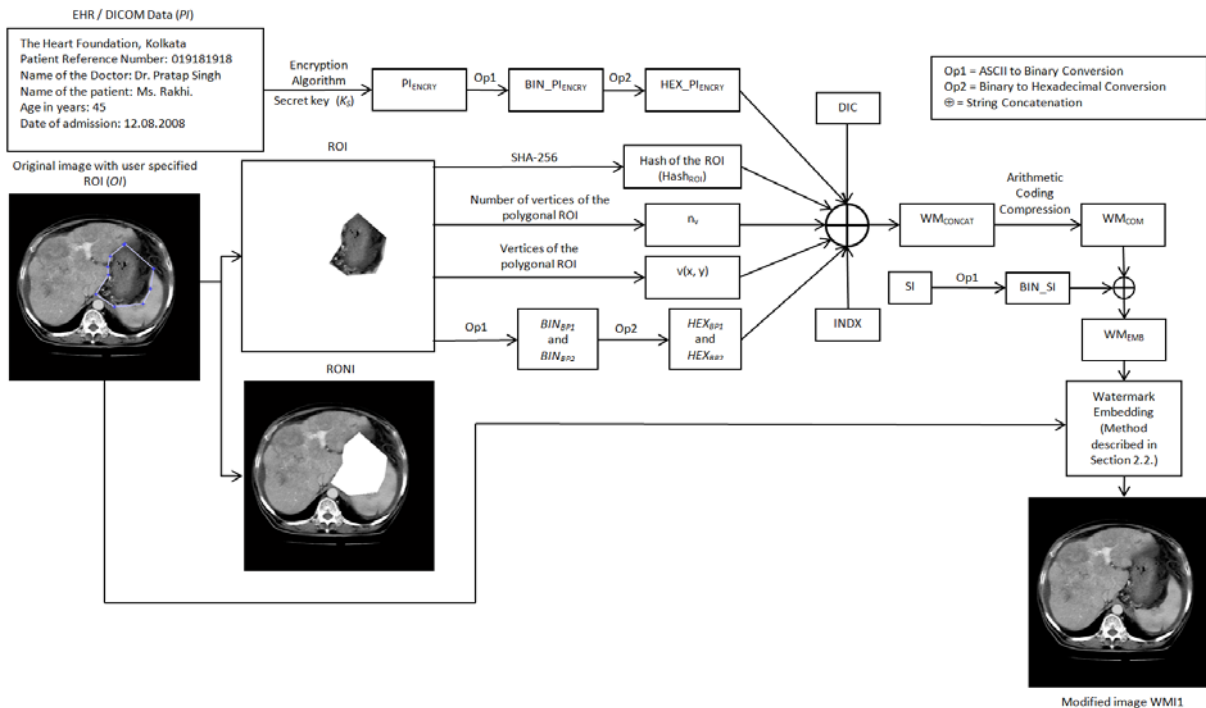 EHR / DICOM Data (PI)
The Heart Foundation, Kolkata
Patient Reference Number: 019181918
Name of the Doctor: Dr. Pratap Singh
Name of the patient: Ms. Rakhi.
Age in years: 45
Date of admission: 12.08.2008
Encryption
Algorithm
Secret key (KS)
PIENCRY
Op1
BIN_PIENCRY
Op2
HEX_PIENCRY
DIC
Op1 = ASCII to Binary Conversion
Op2 = Binary to Hexadecimal Conversion
⊕ = String Concatenation
Original image with user specified
ROI (OI)
ROI
SHA-256
Hash of the ROI
(HashROI)
Number of vertices of the
polygonal ROI
nv
Vertices of the
polygonal ROI
v(x, y)
Op1
BINBP1
and
BINBP2
Op2
HEXBP1
and
HEXBP2
INDX
WMCONCAT
Arithmetic
Coding
Compression
WMCOM
SI
Op1
BIN_SI
WMEMB
RONI
Watermark
Embedding
(Method
described in
Section 2.2.)
Modified image WMI1